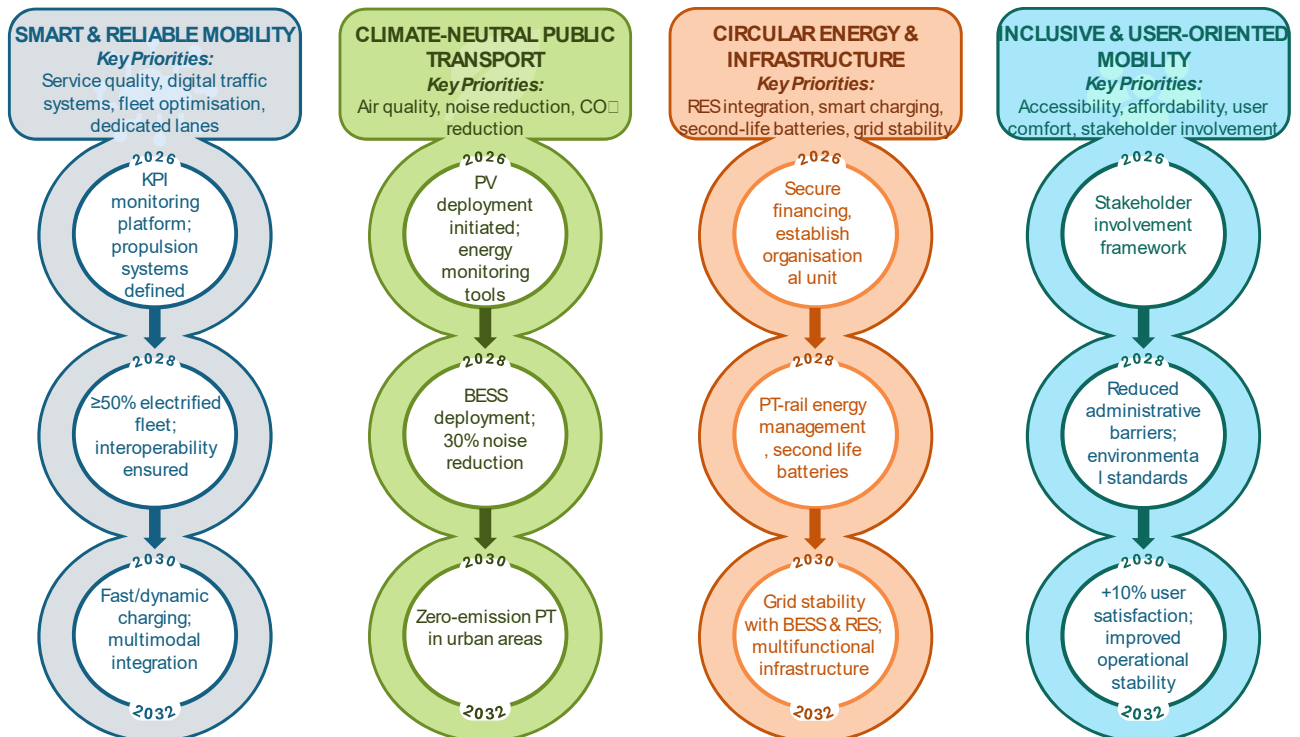 SMART & RELIABLE MOBILITY
Key Priorities:
Service quality, digital traffic
systems, fleet optimisation,
dedicated lanes
2026
KPI
monitoring
platform;
propulsion
systems
defined
2028
≥50% electrified
fleet;
interoperability
ensured
2030
Fast/dynamic
charging;
multimodal
integration
2032
CLIMATE-NEUTRAL PUBLIC
TRANSPORT
Key Priorities:
Air quality, noise reduction, CO□
reduction
2026
PV
deployment
initiated;
energy
monitoring
tools
2028
BESS
deployment;
30% noise
reduction
2030
Zero-emission PT
in urban areas
2032
CIRCULAR ENERGY &
INFRASTRUCTURE
Key Priorities:
RES integration, smart charging,
second-life batteries, grid stability
2026
Secure
financing,
establish
organisation
al unit
2028
PT-rail energy
management
, second life
batteries
2030
Grid stability
with BESS & RES;
multifunctional
infrastructure
2032
INCLUSIVE & USER-ORIENTED
MOBILITY
Key Priorities:
Accessibility, affordability, user
comfort, stakeholder involvement
2026
Stakeholder
involvement
framework
2028
Reduced
administrative
barriers;
environmenta
l standards
2030
+10% user
satisfaction;
improved
operational
stability
2032